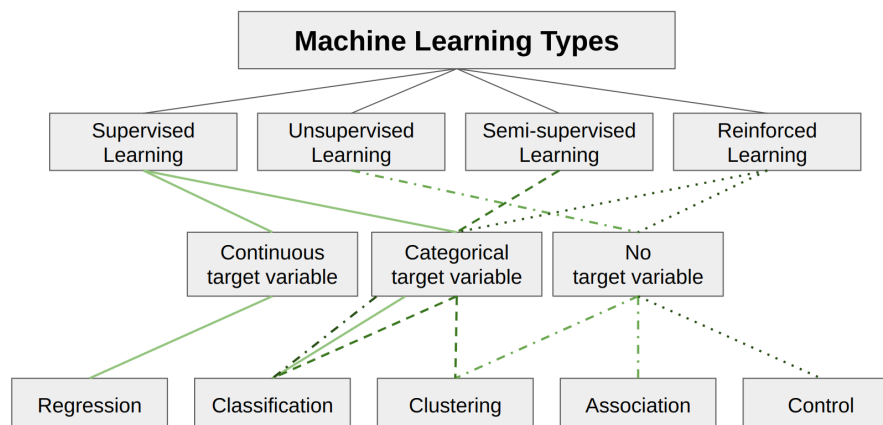 Machine Learning Types
Supervised
Learning
Unsupervised
Learning
Semi-supervised
Learning
Reinforced
Learning
Continuous
target variable
Categorical
target variable
No
target variable
Regression
Classification
Clustering
Association
Control